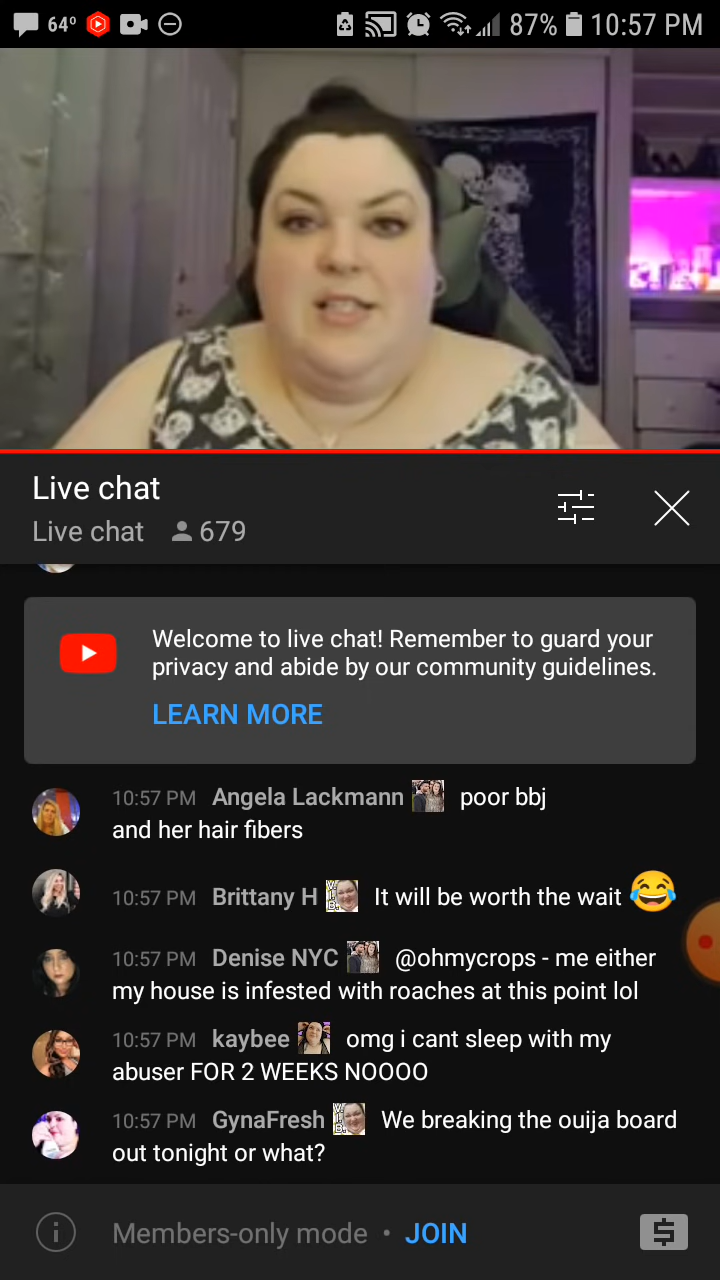 64° 87% 10:57 PM
Live chat
Live chat 679
Welcome to live chat! Remember to guard your
privacy and abide by our community guidelines.
LEARN MORE
10:57 PM Angela Lackmann poor bbj
and her hair fibers
10:57 PM Brittany H It will be worth the wait 😂
10:57 PM Denise NYC @ohmycrops - me either
my house is infested with roaches at this point lol
10:57 PM kaybee omg i cant sleep with my
abuser FOR 2 WEEKS NOOOO
10:57 PM GynaFresh We breaking the ouija board
out tonight or what?
Members-only mode • JOIN